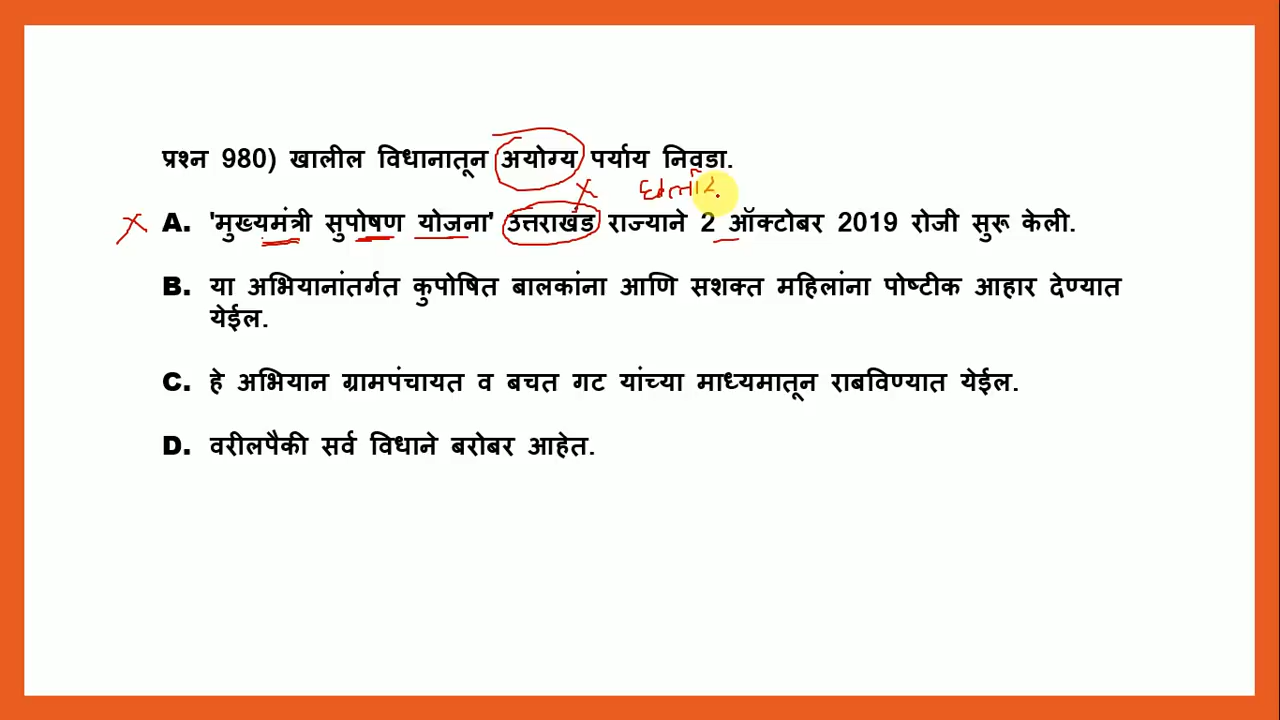 प्रश्न 980) खालील विधानातून अयोग्य पर्याय निवडा.
A. 'मुख्यमंत्री सुपोषण योजना' उत्तराखंड राज्याने 2 ऑक्टोबर 2019 रोजी सुरू केली.
B. या अभियानांतर्गत कुपोषित बालकांना आणि सशक्त महिलांना पोष्टीक आहार देण्यात
येईल.
C. हे अभियान ग्रामपंचायत व बचत गट यांच्या माध्यमातून राबविण्यात येईल.
D. वरीलपैकी सर्व विधाने बरोबर आहेत.